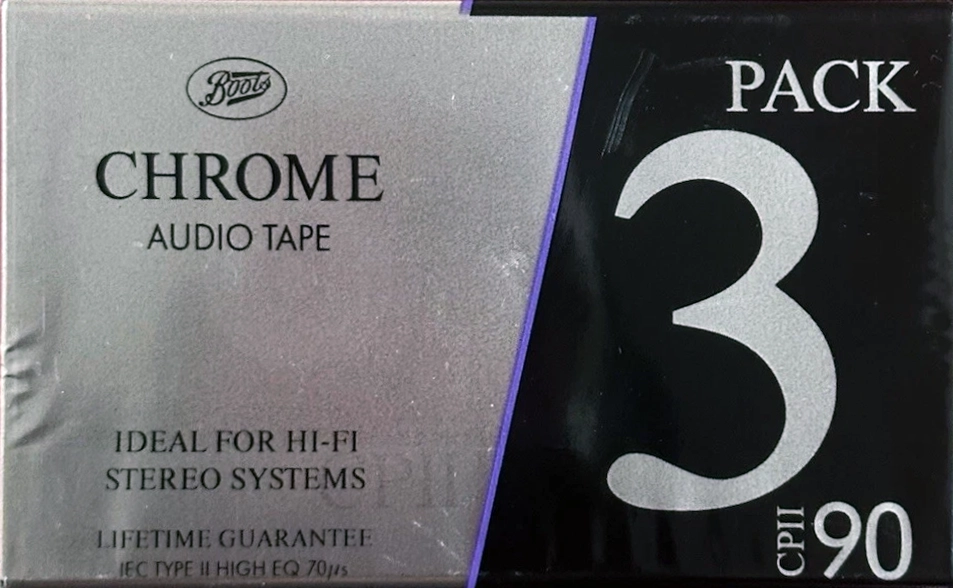 Boots
CHROME
AUDIO TAPE
IDEAL FOR HI-FI
STEREO SYSTEMS
LIFETIME GUARANTEE
IEC TYPE II HIGH EQ 70µs
PACK
3
CPII 90
CPII